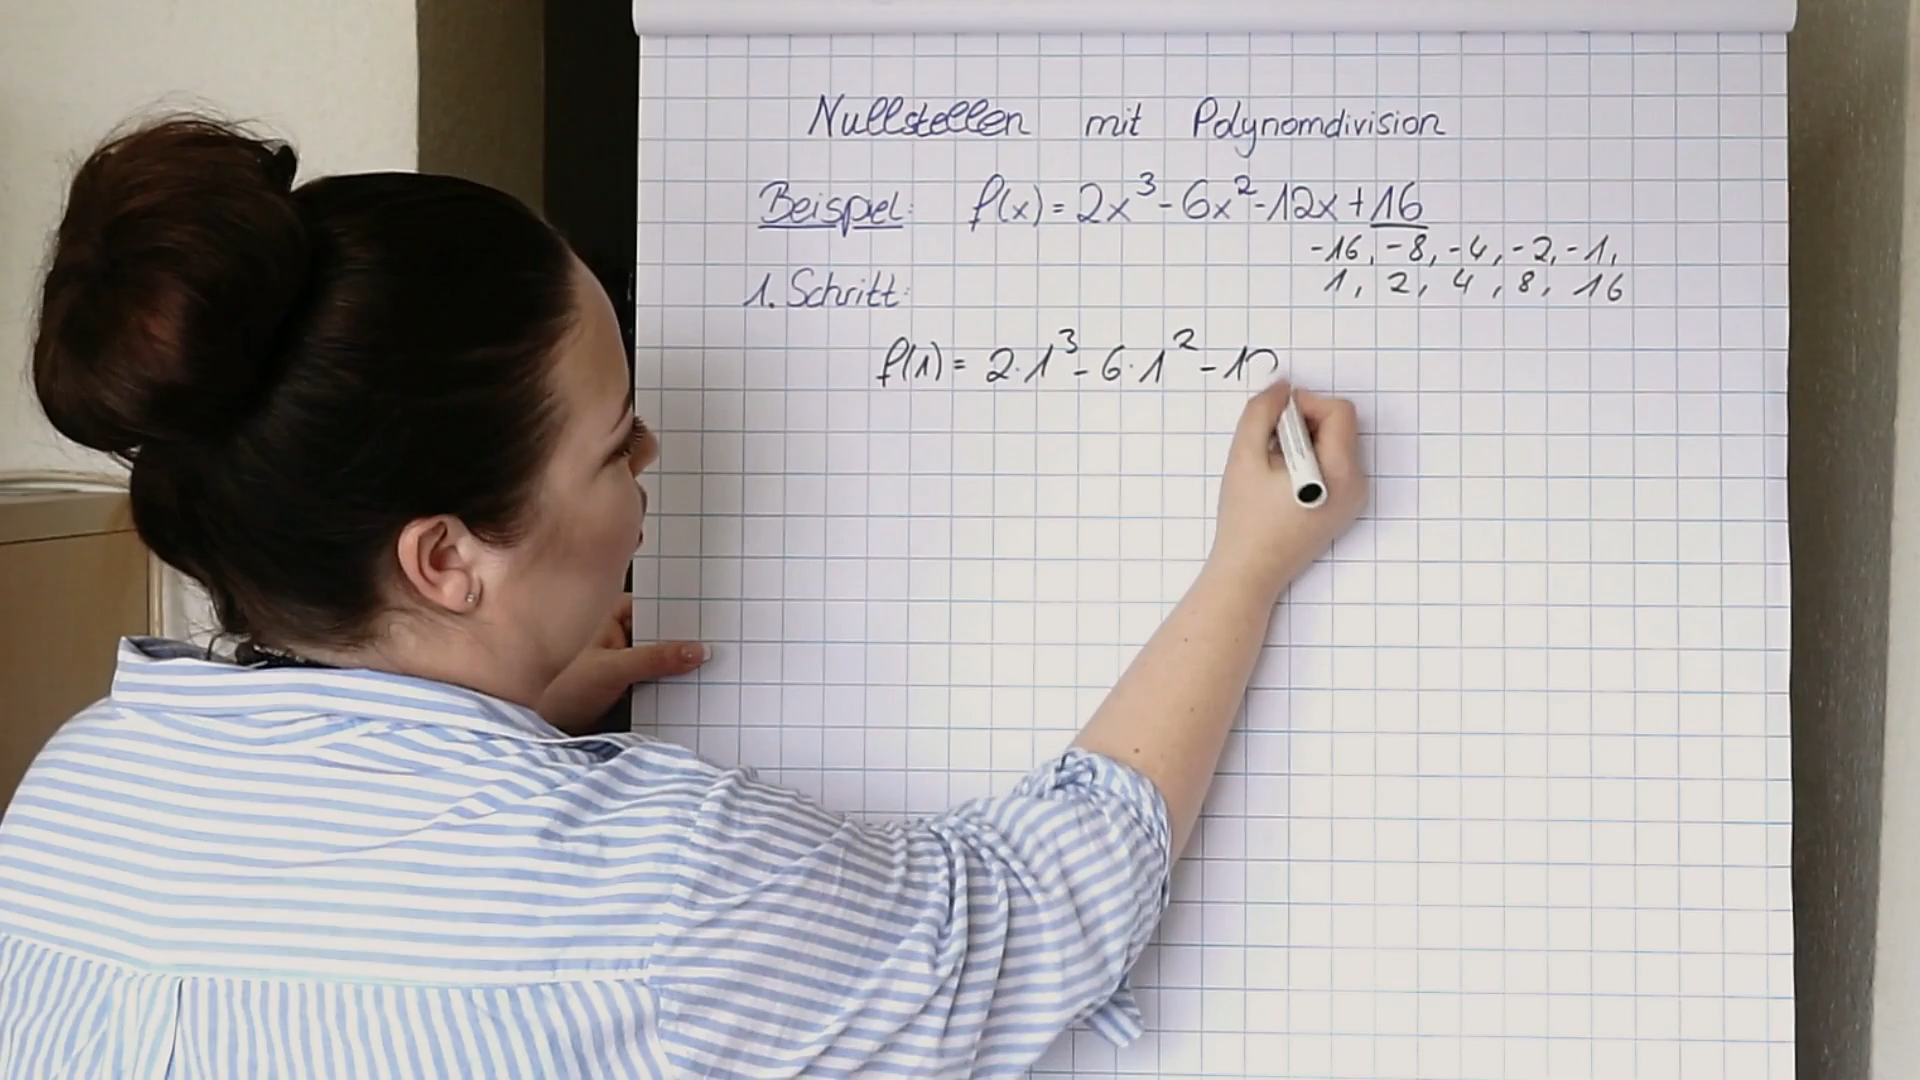 Nullstellen mit Polynomdivision
Beispiel: f(x) = 2x³ - 6x² - 12x + 16
-16, -8, -4, -2, -1,
1, 2, 4, 8, 16
1. Schritt:
f(1) = 2·1³ - 6·1² - 12